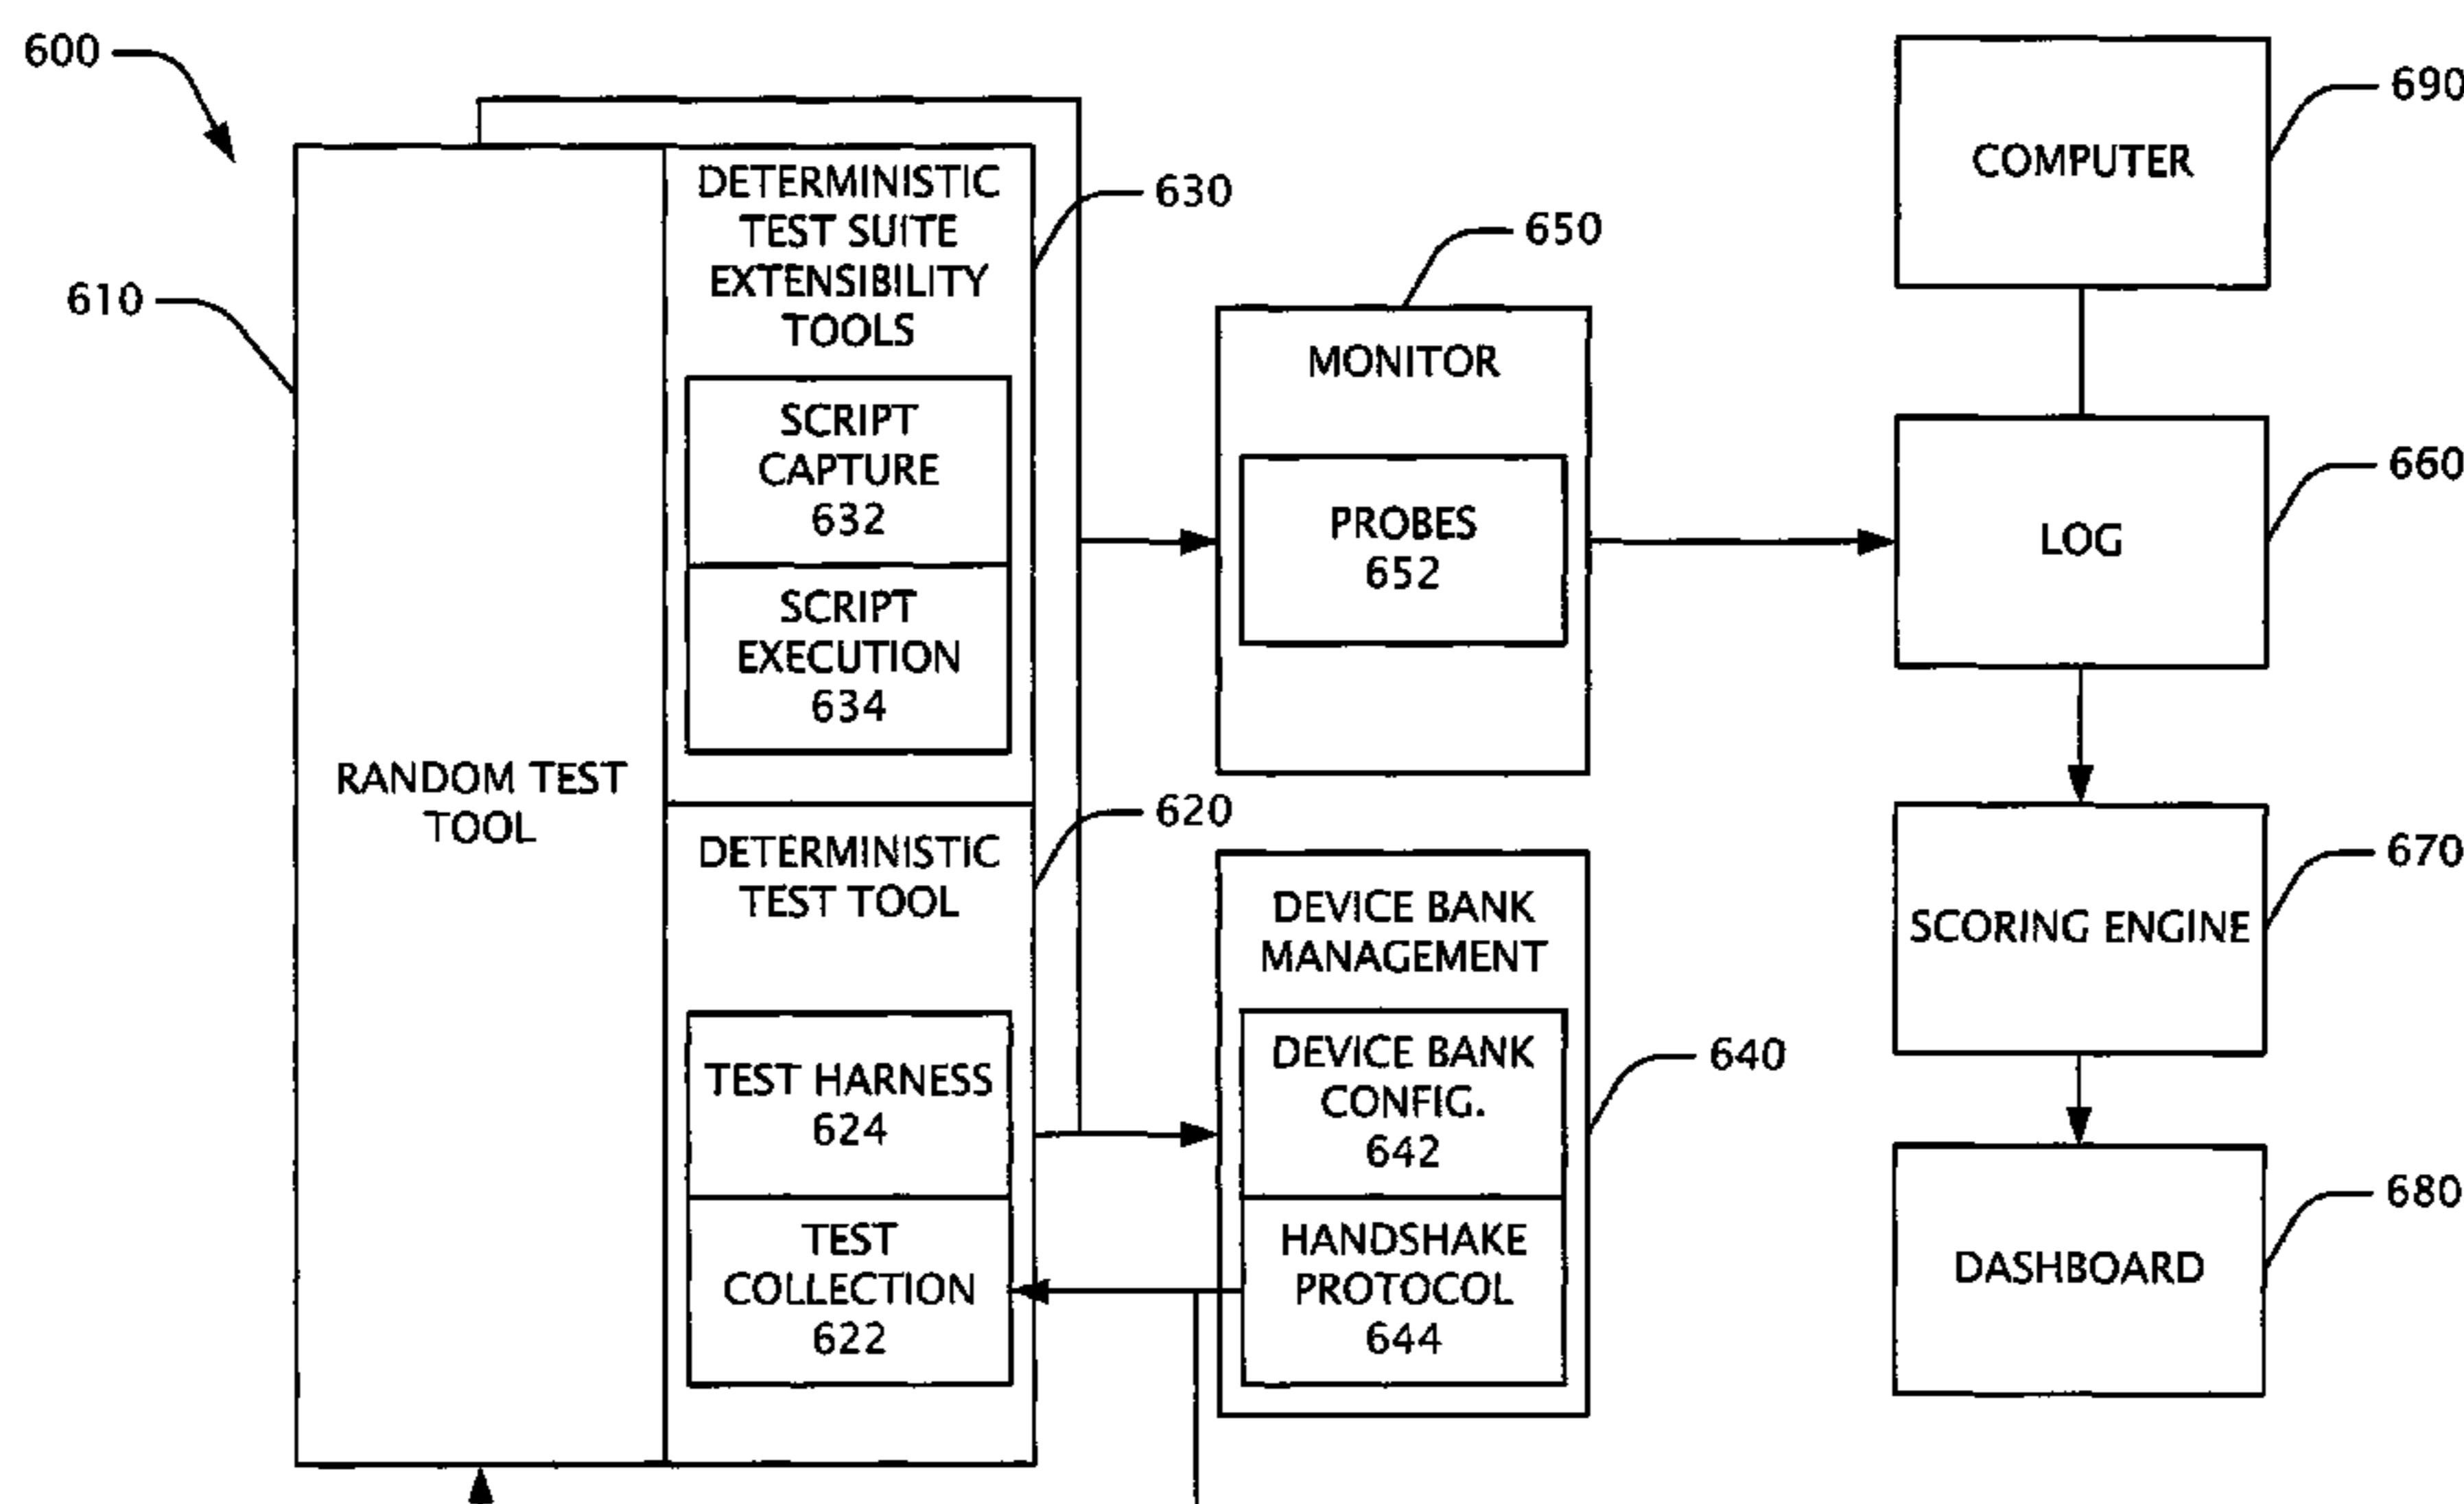 600
610
RANDOM TEST
TOOL
DETERMINISTIC
TEST SUITE
EXTENSIBILITY
TOOLS
630
SCRIPT
CAPTURE
632
SCRIPT
EXECUTION
634
DETERMINISTIC
TEST TOOL
620
TEST HARNESS
624
TEST
COLLECTION
622
MONITOR
650
PROBES
652
DEVICE BANK
MANAGEMENT
640
DEVICE BANK
CONFIG.
642
HANDSHAKE
PROTOCOL
644
COMPUTER
690
LOG
660
SCORING ENGINE
670
DASHBOARD
680